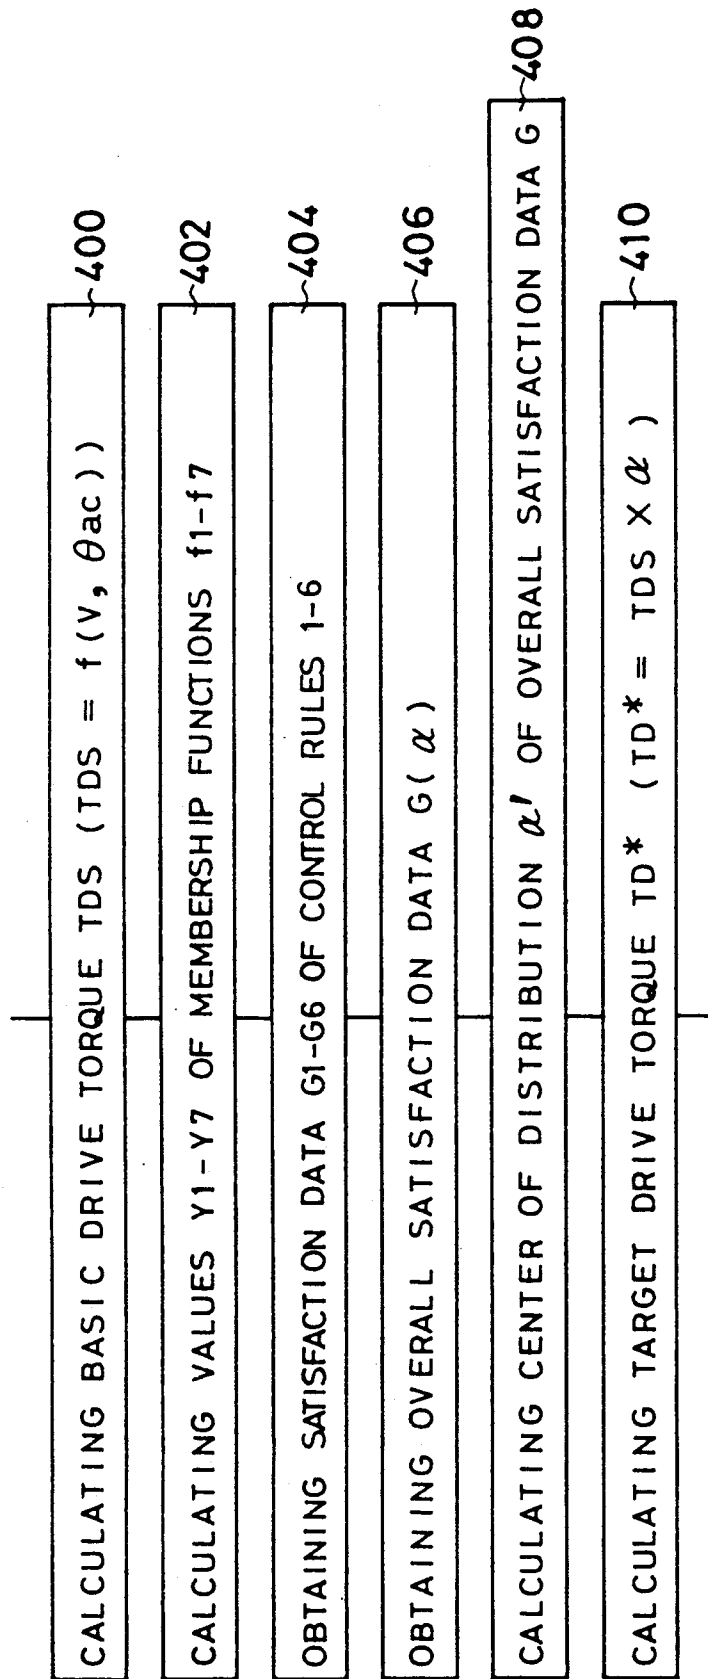 CALCULATING BASIC DRIVE TORQUE TDS (TDS = f(V, θac))
400
CALCULATING VALUES Y1-Y7 OF MEMBERSHIP FUNCTIONS f1-f7
402
OBTAINING SATISFACTION DATA G1-G6 OF CONTROL RULES 1-6
404
OBTAINING OVERALL SATISFACTION DATA G(α)
406
CALCULATING CENTER OF DISTRIBUTION α' OF OVERALL SATISFACTION DATA G
408
CALCULATING TARGET DRIVE TORQUE TD* (TD* = TDS X α)
410